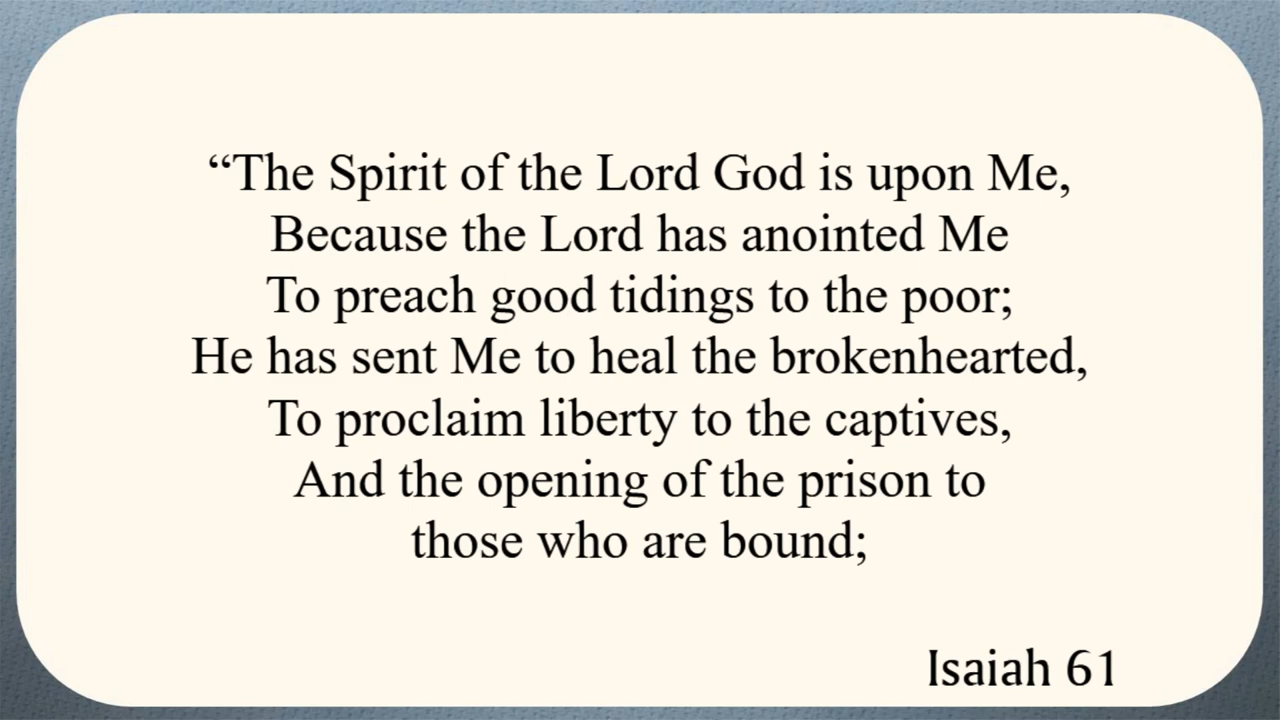 “The Spirit of the Lord God is upon Me,
Because the Lord has anointed Me
To preach good tidings to the poor;
He has sent Me to heal the brokenhearted,
To proclaim liberty to the captives,
And the opening of the prison to
those who are bound;
Isaiah 61